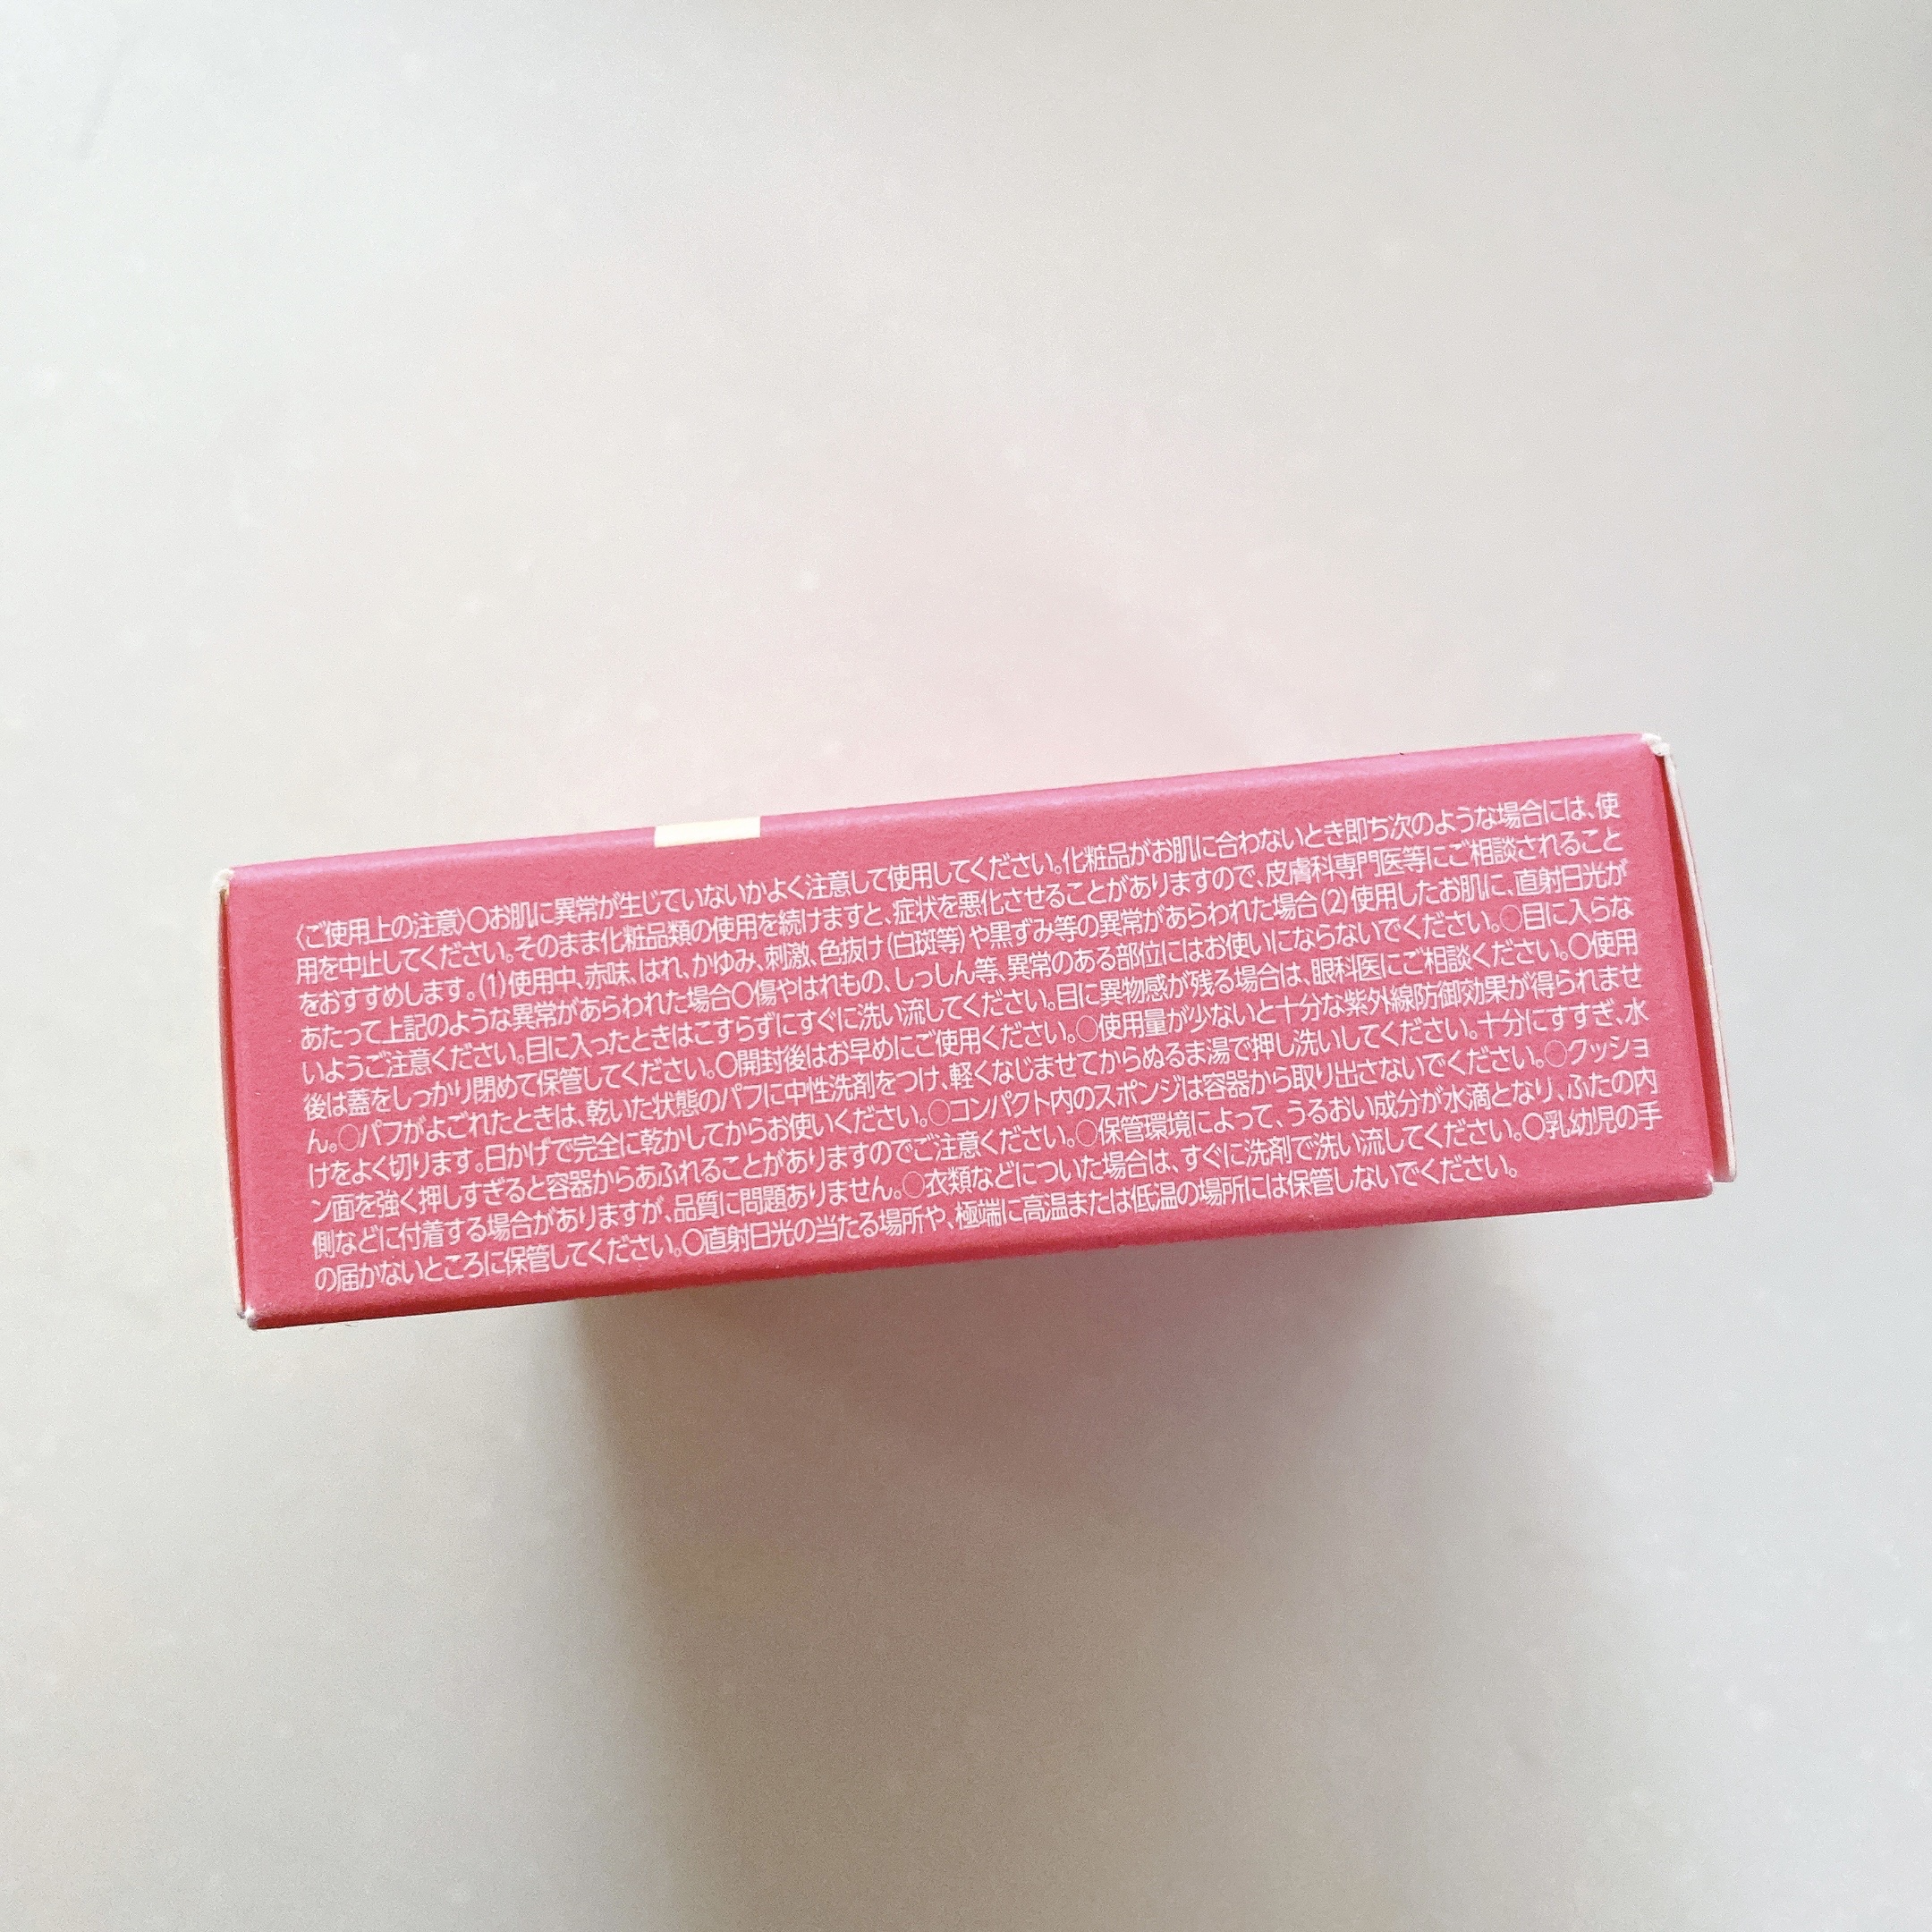 〈ご使用上の注意〉〇お肌に異常が生じていないかよく注意して使用してください。化粧品がお肌に合わないとき即ち次のような場合には、使
用を中止してください。そのまま化粧品類の使用を続けますと、症状を悪化させることがありますので、皮膚科専門医等にご相談されること
をおすすめします。(1)使用中、赤味、はれ、かゆみ、刺激、色抜け(白斑等)や黒ずみ等の異常があらわれた場合(2)使用したお肌に、直射日光が
あたって上記のような異常があらわれた場合〇傷やはれもの、しっしん等、異常のある部位にはお使いにならないでください。〇目に入らな
いようご注意ください。目に入ったときはこすらずにすぐに洗い流してください。目に異物感が残る場合は、眼科医にご相談ください。〇使用
後は蓋をしっかり閉めて保管してください。〇開封後はお早めにご使用ください。〇使用量が少ないと十分な紫外線防御効果が得られませ
ん。〇パフがよごれたときは、乾いた状態のパフに中性洗剤をつけ、軽くなじませてからぬるま湯で押し洗いしてください。十分にすすぎ、水
けをよく切ります。日かげで完全に乾かしてからお使いください。〇コンパクト内のスポンジは容器から取り出さないでください。〇クッショ
ン面を強く押しすぎると容器からあふれることがありますのでご注意ください。〇保管環境によって、うるおい成分が水滴となり、ふたの内
側などに付着する場合がありますが、品質に問題ありません。〇衣類などについた場合は、すぐに洗剤で洗い流してください。〇乳幼児の手
の届かないところに保管してください。〇直射日光の当たる場所や、極端に高温または低温の場所には保管しないでください。